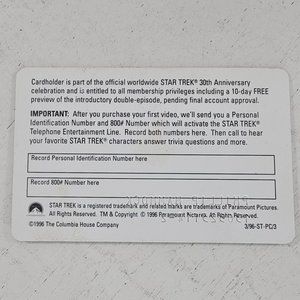 Cardholder is part of the official worldwide STAR TREK® 30th Anniversary
celebration and is entitled to all membership privileges including a 10-day FREE
preview of the introductory double-episode, pending final account approval.
IMPORTANT: After you purchase your first video, we'll send you a Personal
Identification Number and 800# Number which will activate the STAR TREK®
Telephone Entertainment Line. Record both numbers here. Then call to hear
your favorite STAR TREK® characters answer trivia questions and more.
Record Personal Identification Number here
Record 800# Number here
STAR TREK is a registered trademark and related marks are trademarks of Paramount Pictures.
All Rights Reserved. TM & Copyright © 1996 Paramount Pictures. All Rights Reserved.
©1996 The Columbia House Company
3/96-ST-PC/3